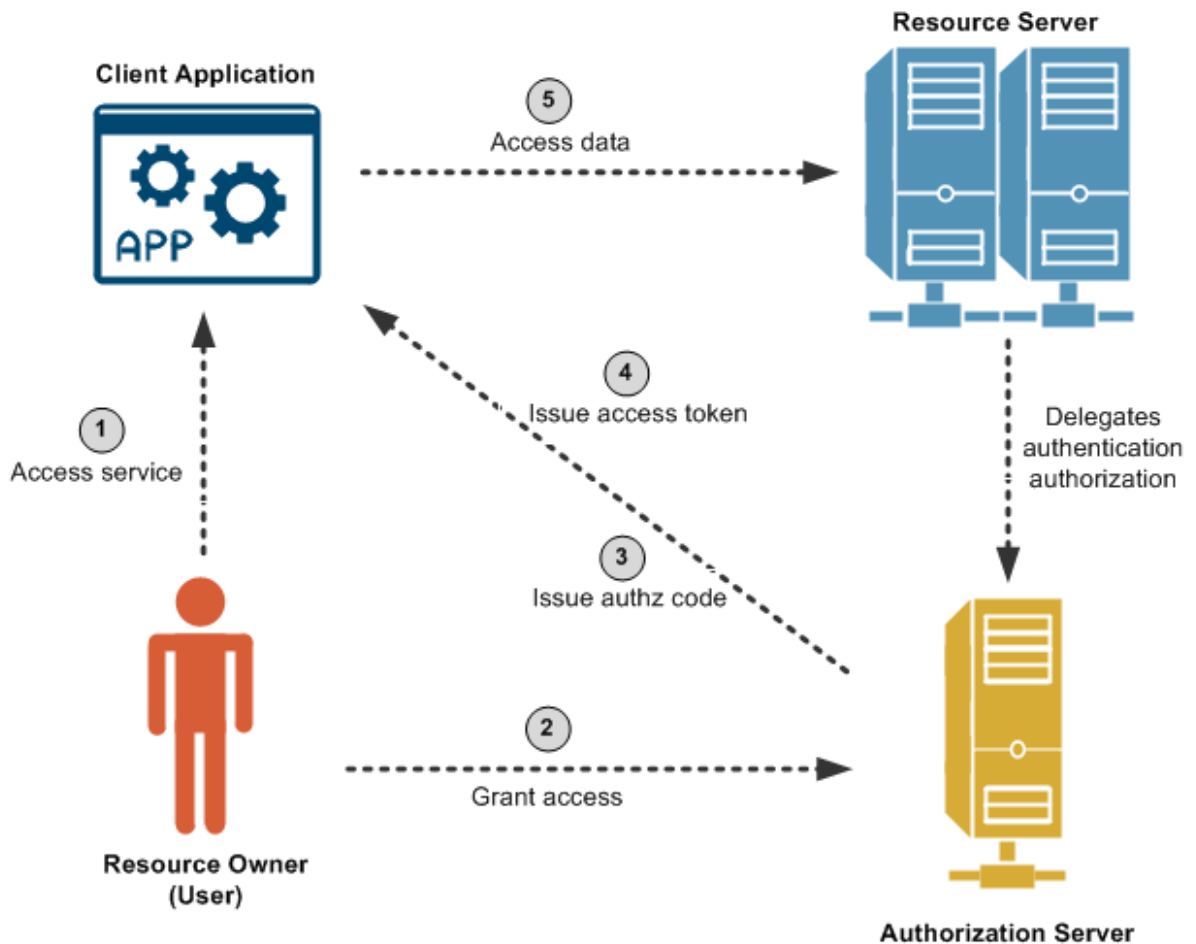 Resource Server
Client Application
5
Access data
APP
4
Issue access token
1
Access service
Delegates
authentication
authorization
3
Issue authz code
2
Grant access
Resource Owner
(User)
Authorization Server